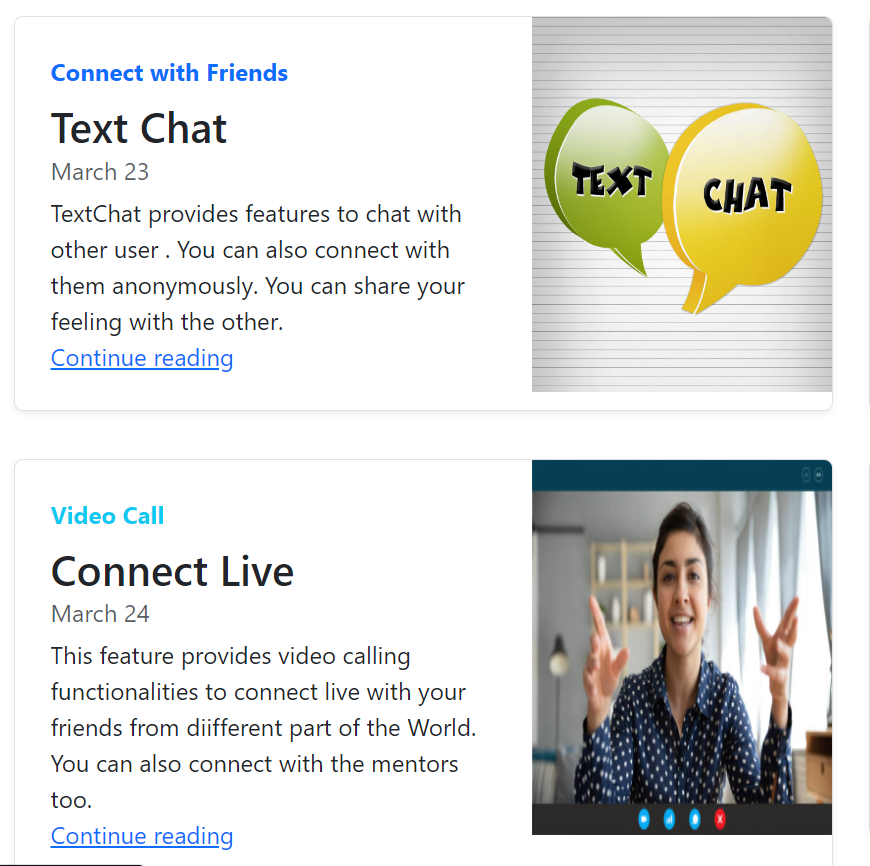 Connect with Friends
Text Chat
March 23
TextChat provides features to chat with
other user . You can also connect with
them anonymously. You can share your
feeling with the other.
Continue reading
TEXT
CHAT
Video Call
Connect Live
March 24
This feature provides video calling
functionalities to connect live with your
friends from diifferent part of the World.
You can also connect with the mentors
too.
Continue reading